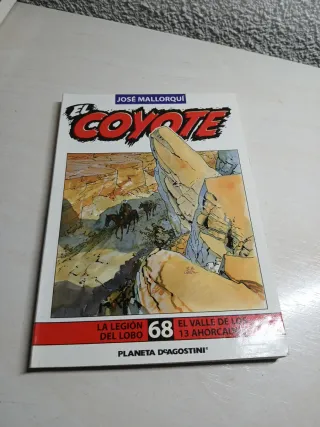 JOSÉ MALLORQUÍ
EL
COYOTE
LA LEGIÓN
DEL LOBO
68
EL VALLE DE LOS
13 AHORCADOS
PLANETA DeAGOSTINI